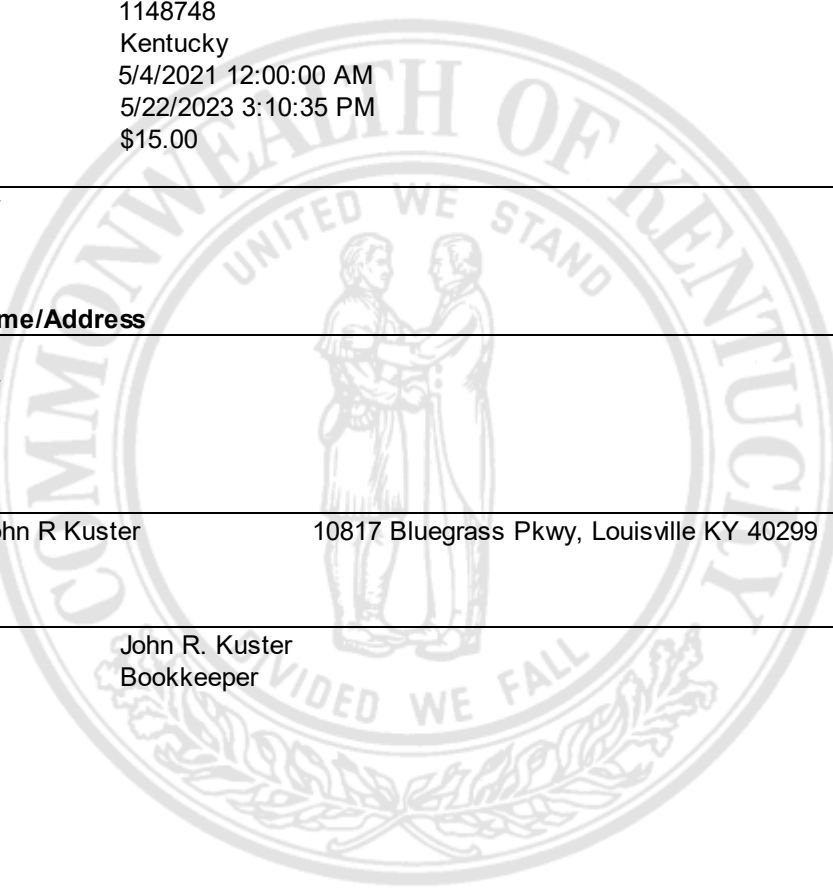 1148748
Kentucky
5/4/2021 12:00:00 AM
5/22/2023 3:10:35 PM
$15.00
COMMONWEALTH OF KENTUCKY
UNITED WE STAND
me/Address
hn R Kuster 10817 Bluegrass Pkwy, Louisville KY 40299
John R. Kuster
Bookkeeper
DIVIDED WE FALL